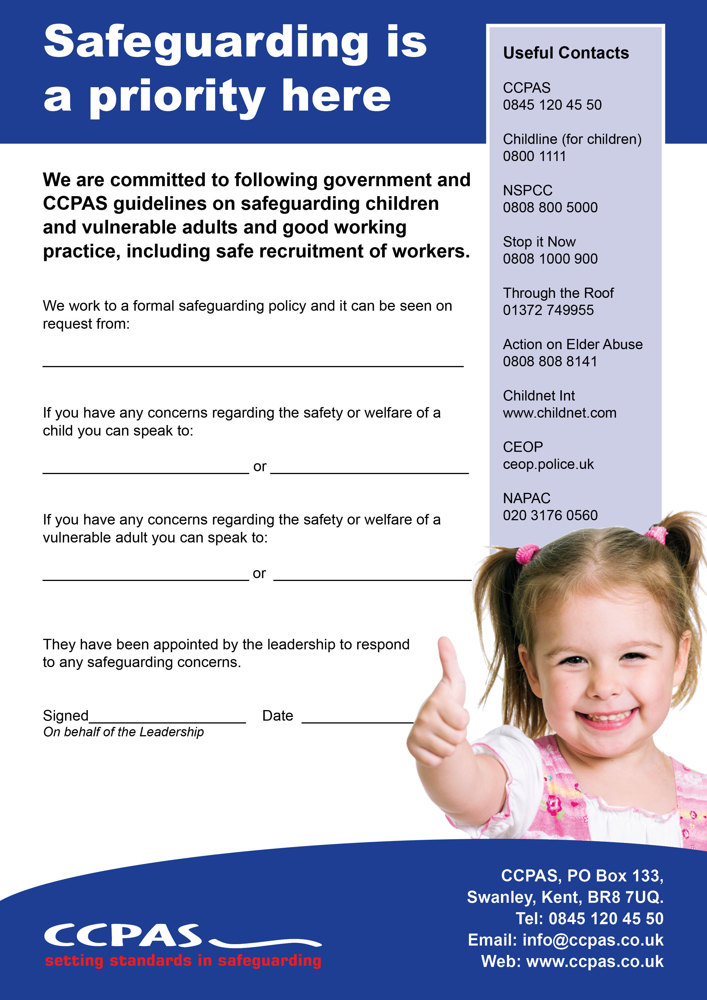 Safeguarding is
a priority here
We are committed to following government and
CCPAS guidelines on safeguarding children
and vulnerable adults and good working
practice, including safe recruitment of workers.
We work to a formal safeguarding policy and it can be seen on
request from:
If you have any concerns regarding the safety or welfare of a
child you can speak to:
or
If you have any concerns regarding the safety or welfare of a
vulnerable adult you can speak to:
or
They have been appointed by the leadership to respond
to any safeguarding concerns.
Signed Date
On behalf of the Leadership
Useful Contacts
CCPAS
0845 120 45 50
Childline (for children)
0800 1111
NSPCC
0808 800 5000
Stop it Now
0808 1000 900
Through the Roof
01372 749955
Action on Elder Abuse
0808 808 8141
Childnet Int
www.childnet.com
CEOP
ceop.police.uk
NAPAC
020 3176 0560
CCPAS
setting standards in safeguarding
CCPAS, PO Box 133,
Swanley, Kent, BR8 7UQ.
Tel: 0845 120 45 50
Email: info@ccpas.co.uk
Web: www.ccpas.co.uk